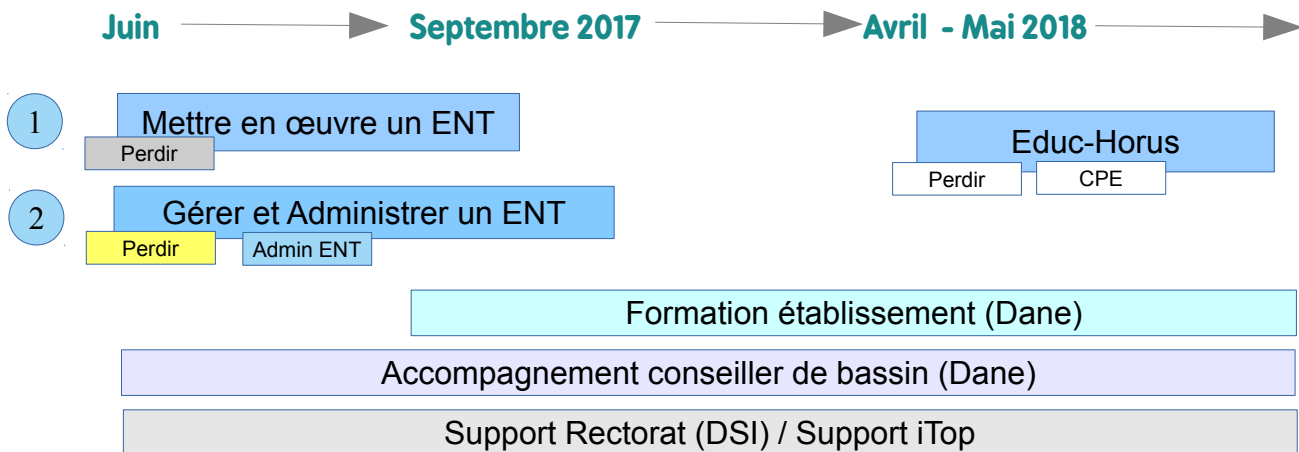 Juin
Septembre 2017
Avril - Mai 2018
1
Mettre en œuvre un ENT
Perdir
Educ-Horus
Perdir
CPE
2
Gérer et Administrer un ENT
Perdir
Admin ENT
Formation établissement (Dane)
Accompagnement conseiller de bassin (Dane)
Support Rectorat (DSI) / Support iTop